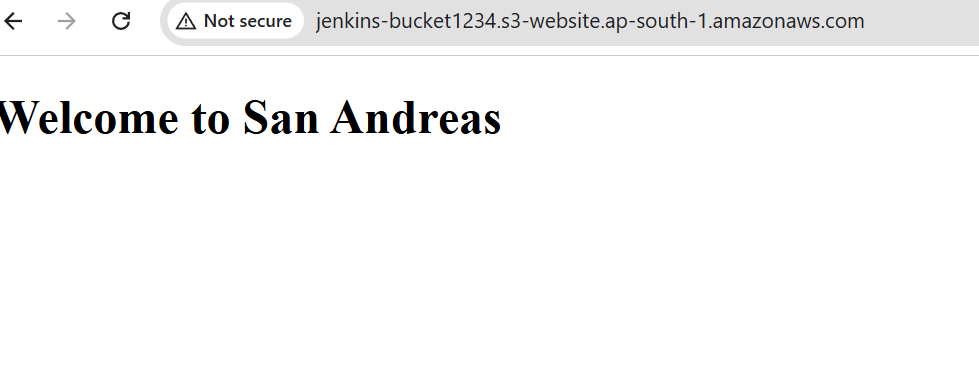 Not secure jenkins-bucket1234.s3-website.ap-south-1.amazonaws.com
Welcome to San Andreas